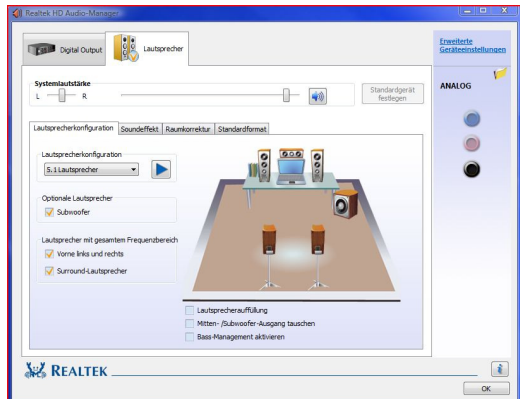 Realtek HD Audio-Manager
Digital Output
Lautsprecher
Erweiterte
Geräteeinstellungen
Systemlautstärke
L
R
Standardgerät
festlegen
ANALOG
Lautsprecherkonfiguration
Soundeffekt
Raumkorrektur
Standardformat
Lautsprecherkonfiguration
5.1 Lautsprecher
Optionale Lautsprecher
Subwoofer
Lautsprecher mit gesamtem Frequenzbereich
Vorne links und rechts
Surround-Lautsprecher
Lautsprecherauffüllung
Mitten- /Subwoofer-Ausgang tauschen
Bass-Management aktivieren
REALTEK
OK